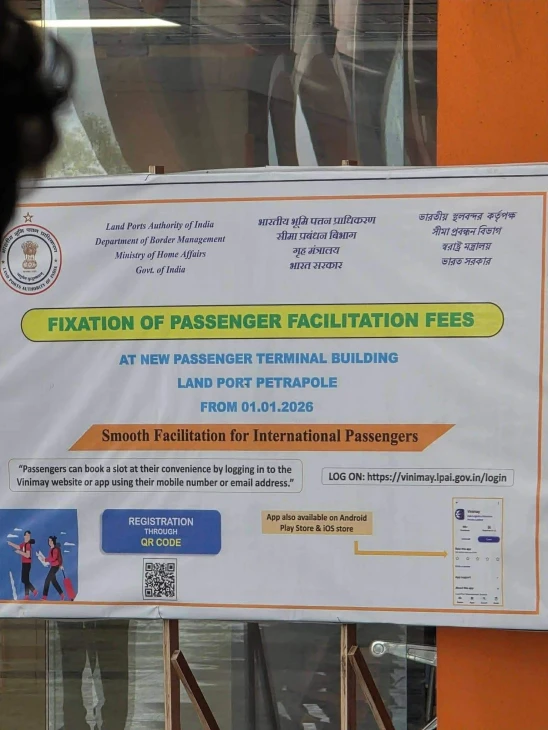 Land Ports Authority of India
Department of Border Management
Ministry of Home Affairs
Govt. of India
भारतीय भूमि पत्तन प्राधिकरण
सीमा प्रबंधन विभाग
गृह मंत्रालय
भारत सरकार
ভারতীয় স্থলবন্দর কর্তৃপক্ষ
সীমা প্রবন্ধন বিভাগ
স্বরাষ্ট্র মন্ত্রালয়
ভারত সরকার
FIXATION OF PASSENGER FACILITATION FEES
AT NEW PASSENGER TERMINAL BUILDING
LAND PORT PETRAPOLE
FROM 01.01.2026
Smooth Facilitation for International Passengers
"Passengers can book a slot at their convenience by logging in to the
Vinimay website or app using their mobile number or email address."
LOG ON: https://vinimay.lpai.gov.in/login
REGISTRATION
THROUGH
QR CODE
App also available on Android
Play Store & iOS store
Vinimay